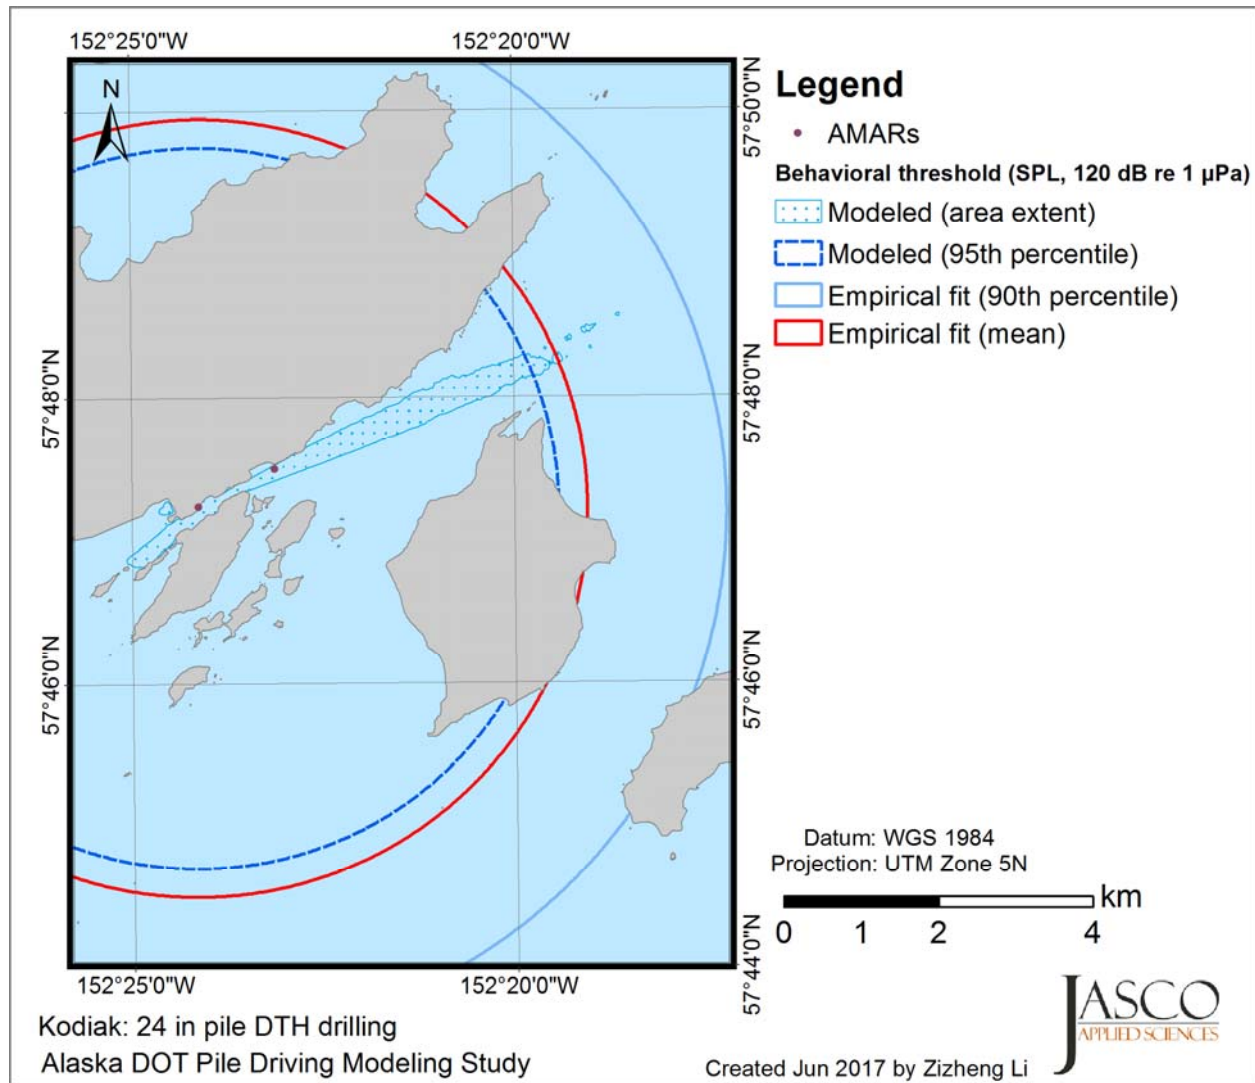 152°25'0"W
152°20'0"W
N
57°50'0"N
57°48'0"N
57°48'0"N
57°46'0"N
57°46'0"N
57°44'0"N
152°25'0"W
152°20'0"W
Legend
AMARs
Behavioral threshold (SPL, 120 dB re 1 µPa)
Modeled (area extent)
Modeled (95th percentile)
Empirical fit (90th percentile)
Empirical fit (mean)
Datum: WGS 1984
Projection: UTM Zone 5N
km
0 1 2 4
Kodiak: 24 in pile DTH drilling
Alaska DOT Pile Driving Modeling Study
Created Jun 2017 by Zizheng Li
JASCO
APPLIED SCIENCES